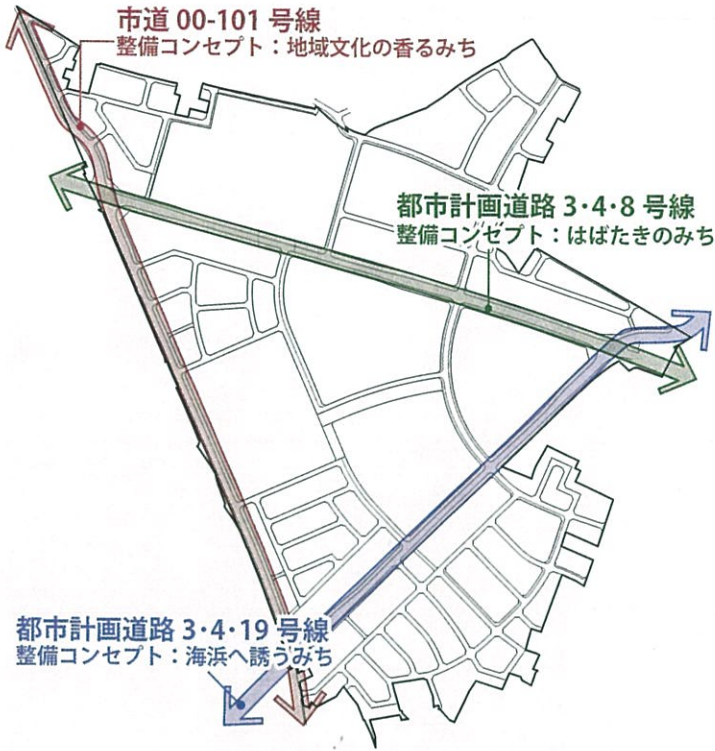 市道 00-101 号線
整備コンセプト：地域文化の香るみち
都市計画道路 3･4･8 号線
整備コンセプト：はばたきのみち
都市計画道路 3･4･19 号線
整備コンセプト：海浜へ誘うみち